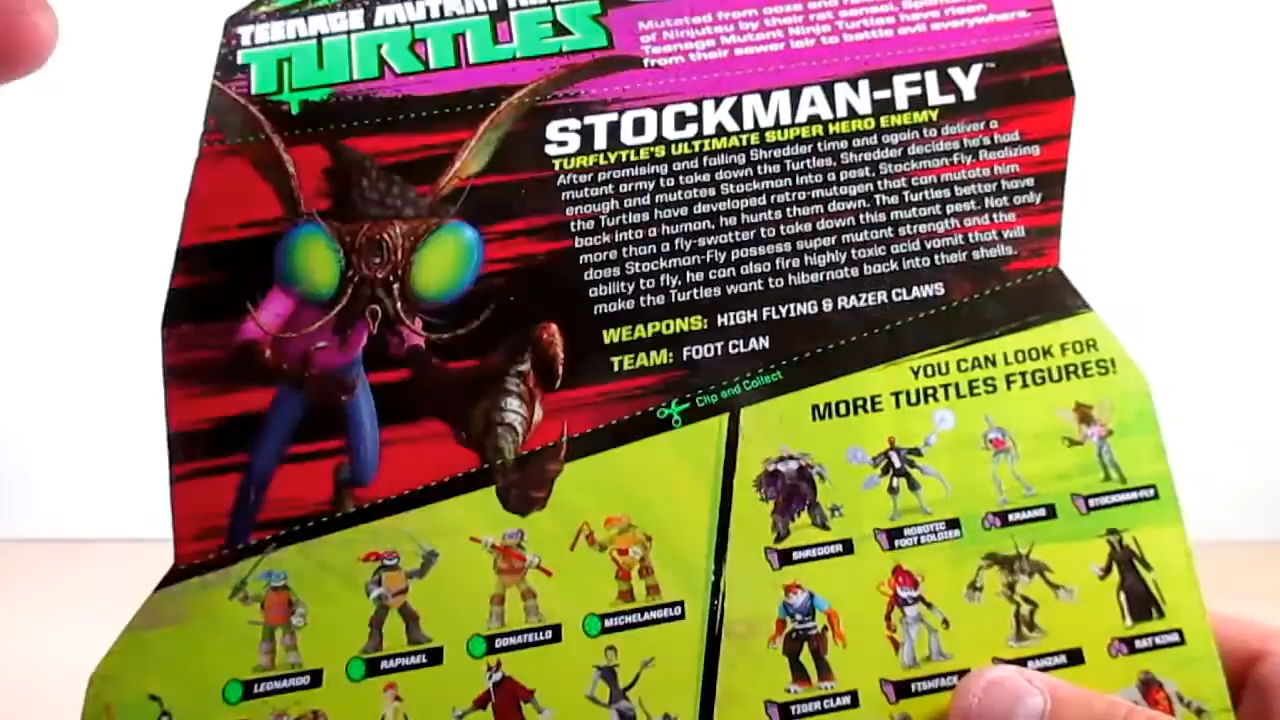 TEENAGE MUTANT
TURTLES
Mutated from ooze and
of Ninjutsu by their rat sensei,
Teenage Mutant Ninja Turtles have risen
from their sewer lair to battle evil everywhere.
STOCKMAN-FLY™
TURFLYTLE'S ULTIMATE SUPER HERO ENEMY
After promising and failing Shredder time and again to deliver a
mutant army to take down the Turtles, Shredder decides he's had
enough and mutates Stockman into a pest, Stockman-Fly. Realizing
the Turtles have developed retro-mutagen that can mutate him
back into a human, he hunts them down. The Turtles better have
more than a fly-swatter to take down this mutant pest. Not only
does Stockman-Fly possess super mutant strength and the
ability to fly, he can also fire highly toxic acid vomit that will
make the Turtles want to hibernate back into their shells.
WEAPONS: HIGH FLYING & RAZER CLAWS
TEAM: FOOT CLAN
Clip and Collect
YOU CAN LOOK FOR
MORE TURTLES FIGURES!
SHREDDER
ROBOTIC
FOOT SOLDIER
KRAANG
STOCKMAN-FLY
LEONARDO
RAPHAEL
DONATELLO
MICHELANGELO
TIGER CLAW
FISHFACE
RAHZAR
RAT KING